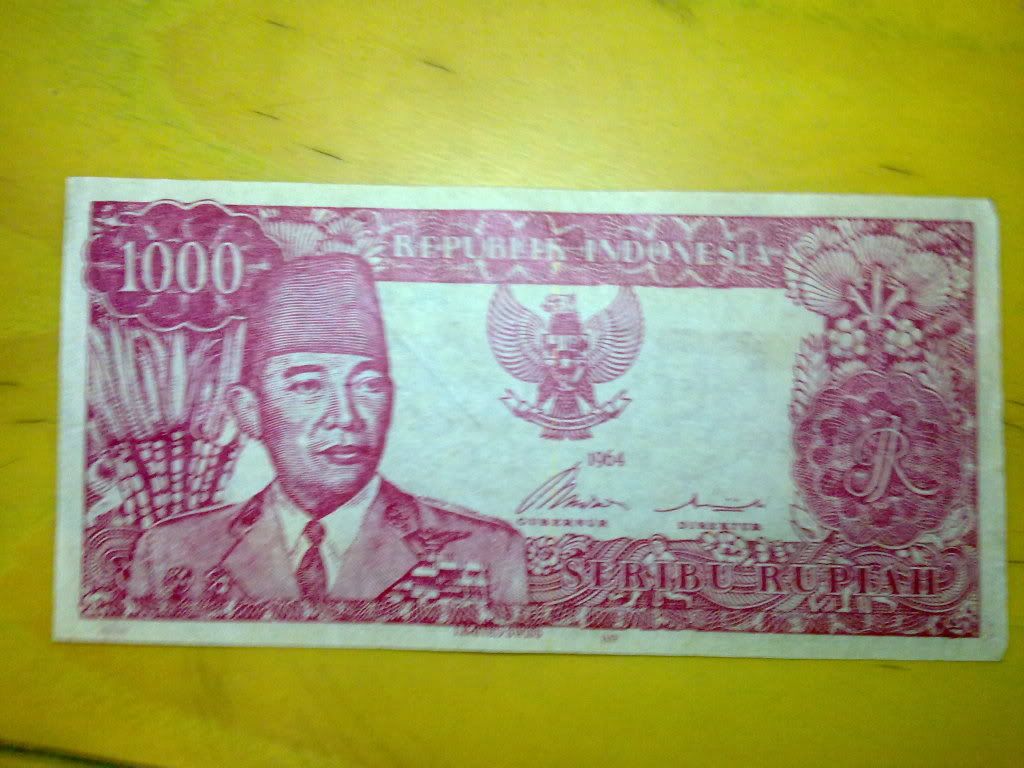 1000
REPUBLIK INDONESIA
1964
GUBERNUR
DIREKTUR
R
SERIBU RUPIAH